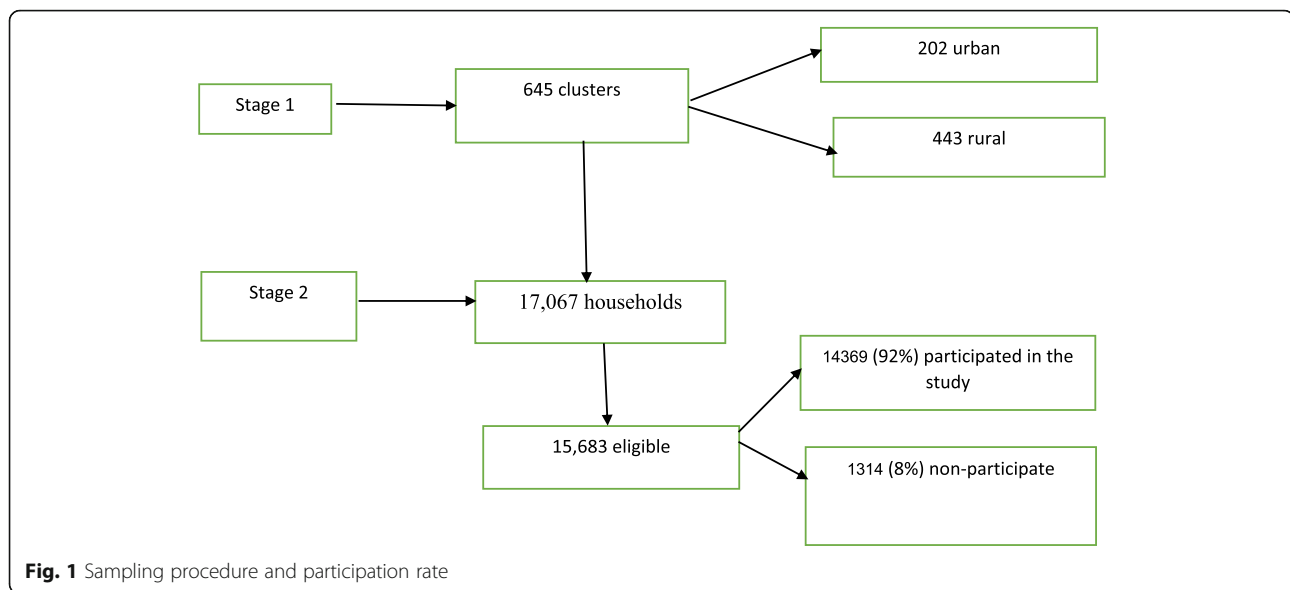 202 urban
645 clusters
Stage 1
443 rural
Stage 2
17,067 households
14369 (92%) participated in the
study
15,683 eligible
1314 (8%) non-participate
Fig. 1 Sampling procedure and participation rate